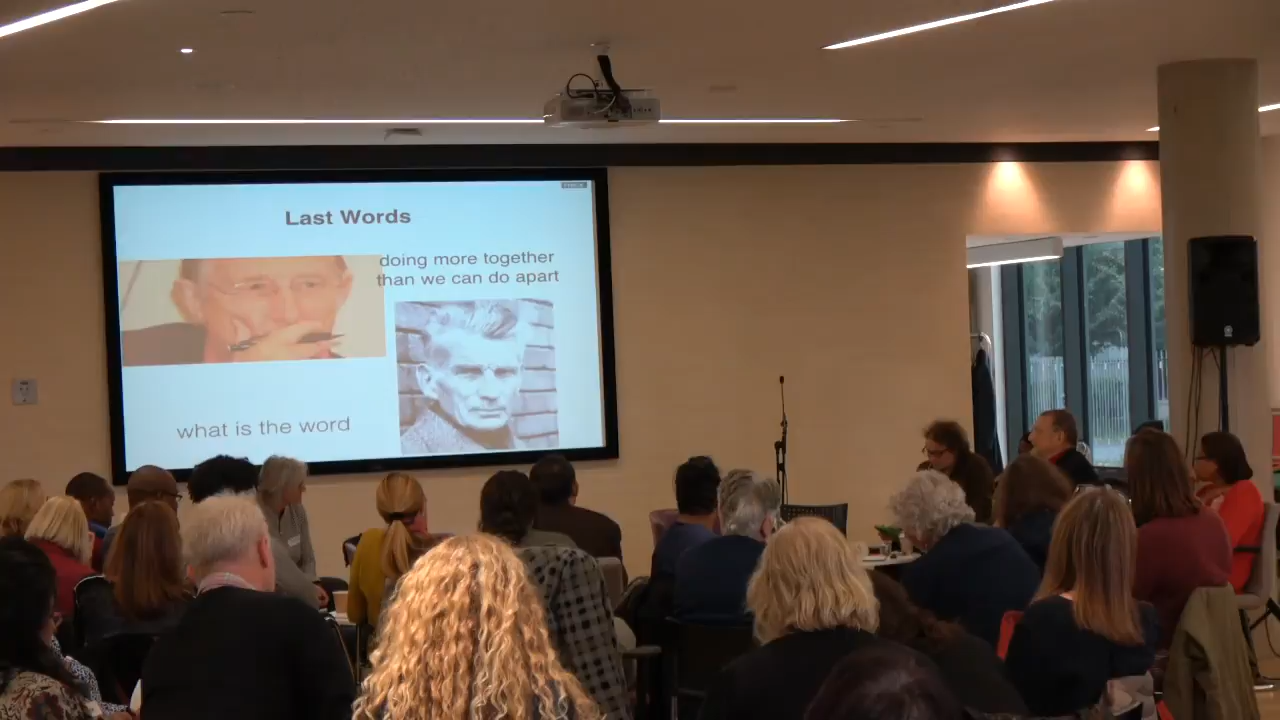 Last Words
doing more together
than we can do apart
what is the word